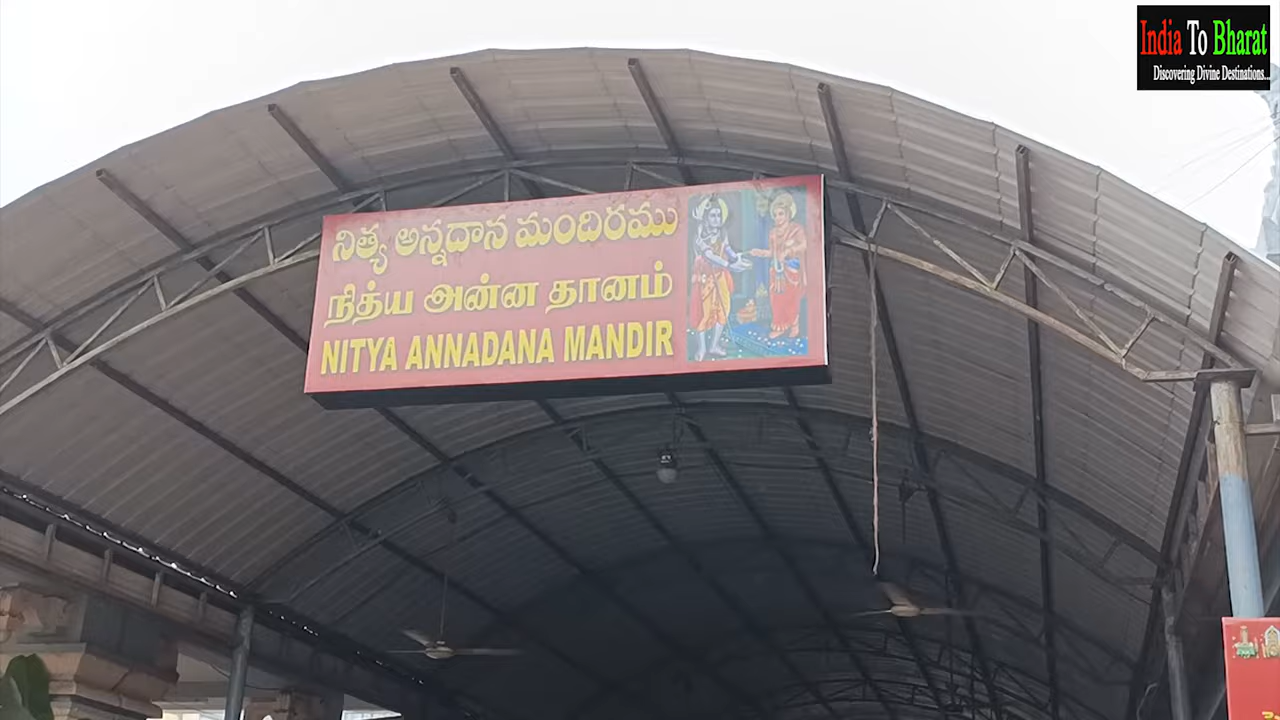 India To Bharat
Discovering Divine Destinations...
నిత్య అన్నదాన మందిరము
நித்ய அன்ன தானம்
NITYA ANNADANA MANDIR